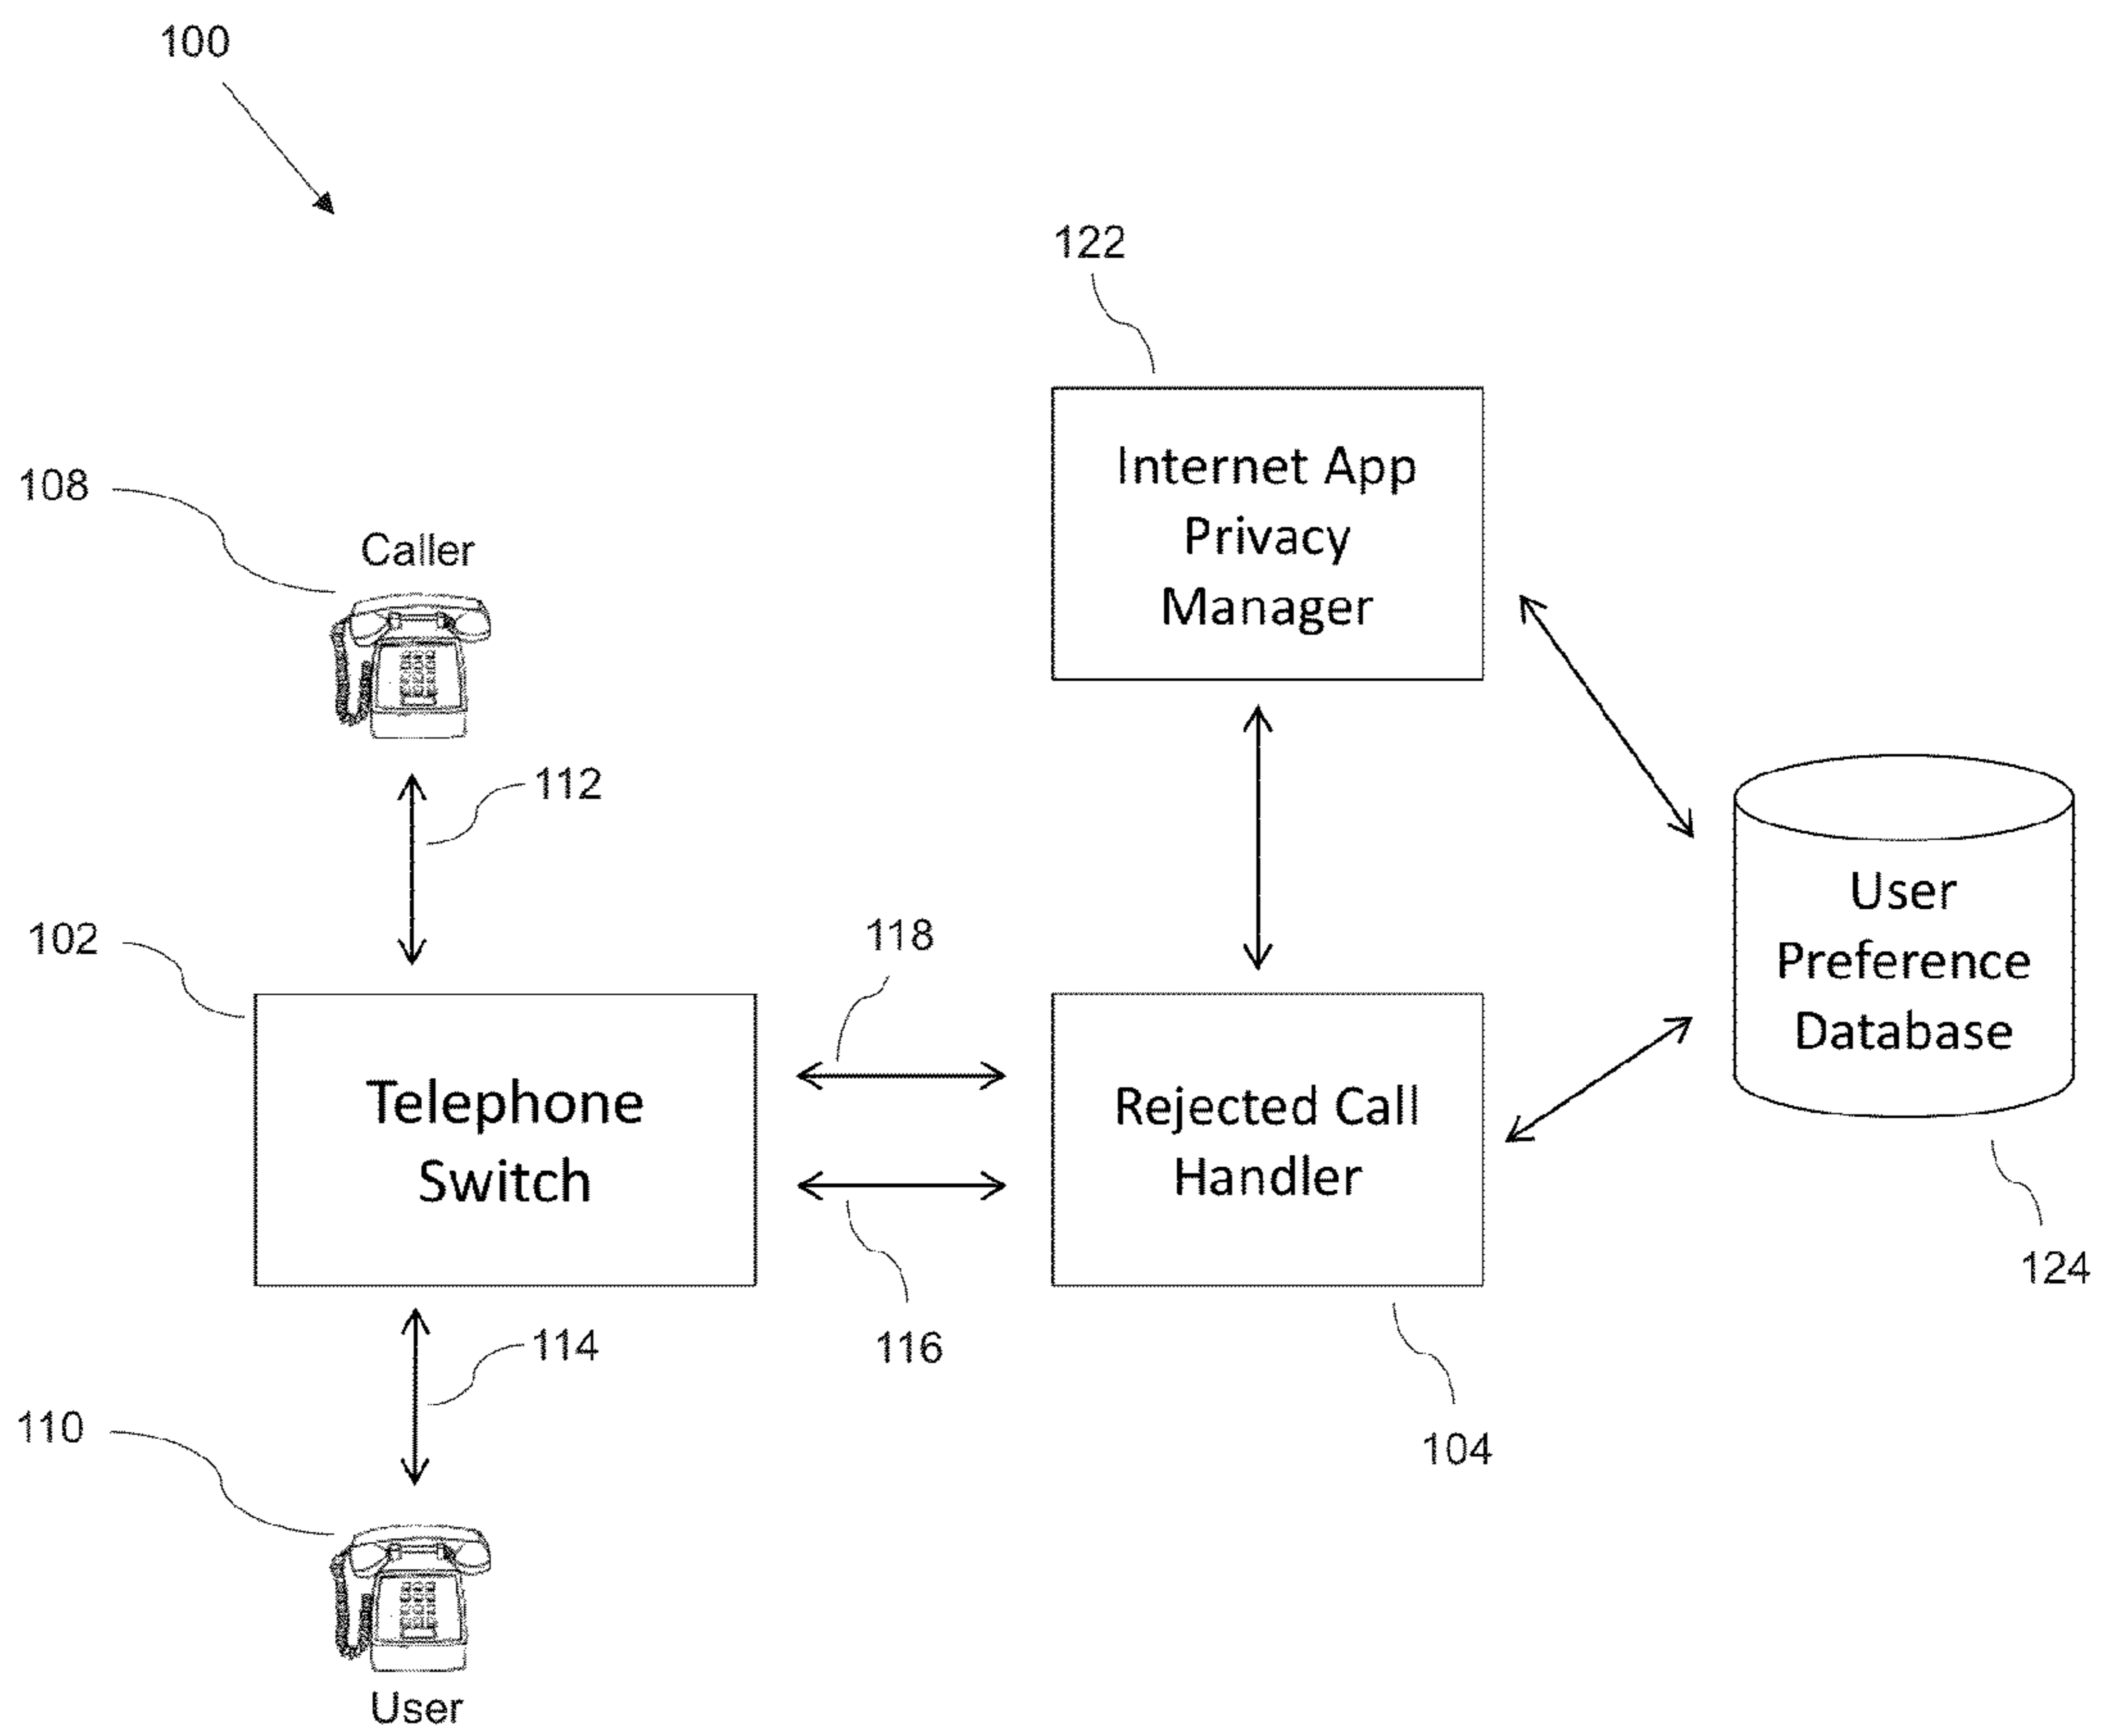 100
122
Internet App
Privacy
Manager
108
Caller
112
102
118
User
Preference
Database
Telephone
Switch
Rejected Call
Handler
124
114
116
110
104
User